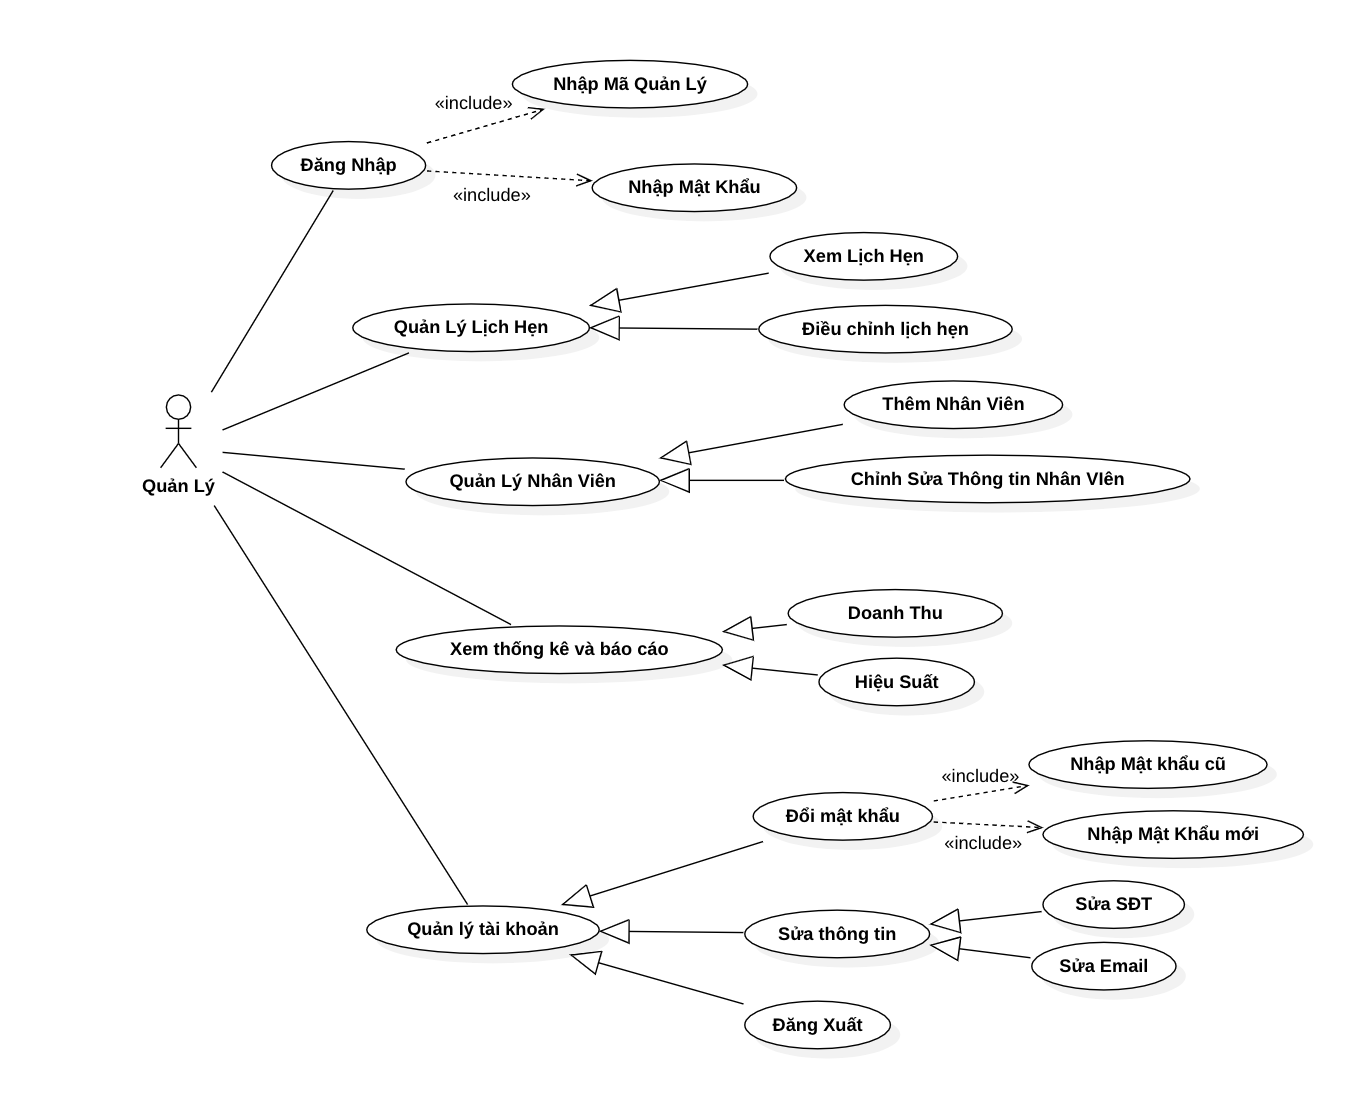 Nhập Mã Quản Lý
«include»
Đăng Nhập
Nhập Mật Khẩu
«include»
Xem Lịch Hẹn
Quản Lý Lịch Hẹn
Điều chỉnh lịch hẹn
Thêm Nhân Viên
Quản Lý Nhân Viên
Chỉnh Sửa Thông tin Nhân VIên
Quản Lý
Doanh Thu
Xem thống kê và báo cáo
Hiệu Suất
Nhập Mật khẩu cũ
«include»
Đổi mật khẩu
Nhập Mật Khẩu mới
«include»
Sửa SĐT
Quản lý tài khoản
Sửa thông tin
Sửa Email
Đăng Xuất